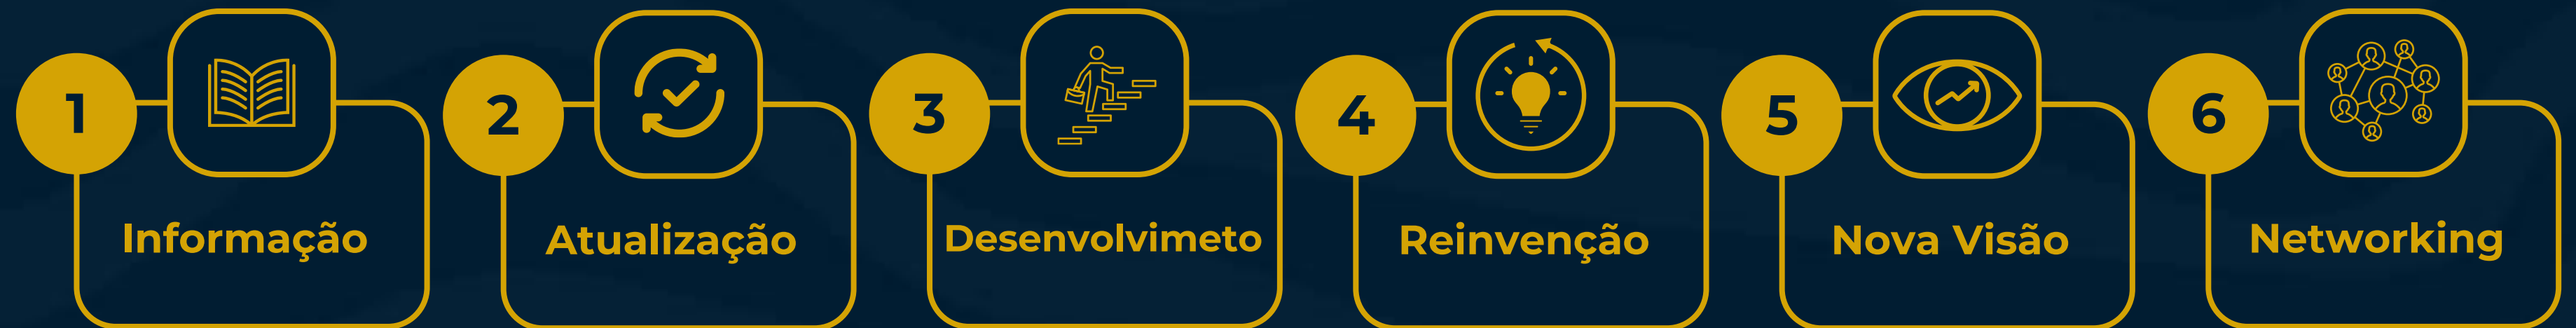 1
Informação
2
Atualização
3
Desenvolvimeto
4
Reinvenção
5
Nova Visão
6
Networking